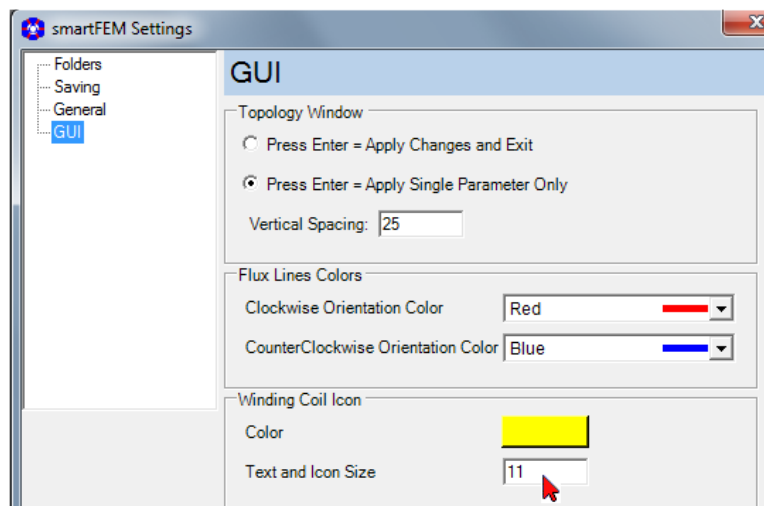 smartFEM Settings
Folders
Saving
General
GUI
GUI
Topology Window
Press Enter = Apply Changes and Exit
Press Enter = Apply Single Parameter Only
Vertical Spacing: 25
Flux Lines Colors
Clockwise Orientation Color Red
CounterClockwise Orientation Color Blue
Winding Coil Icon
Color
Text and Icon Size 11